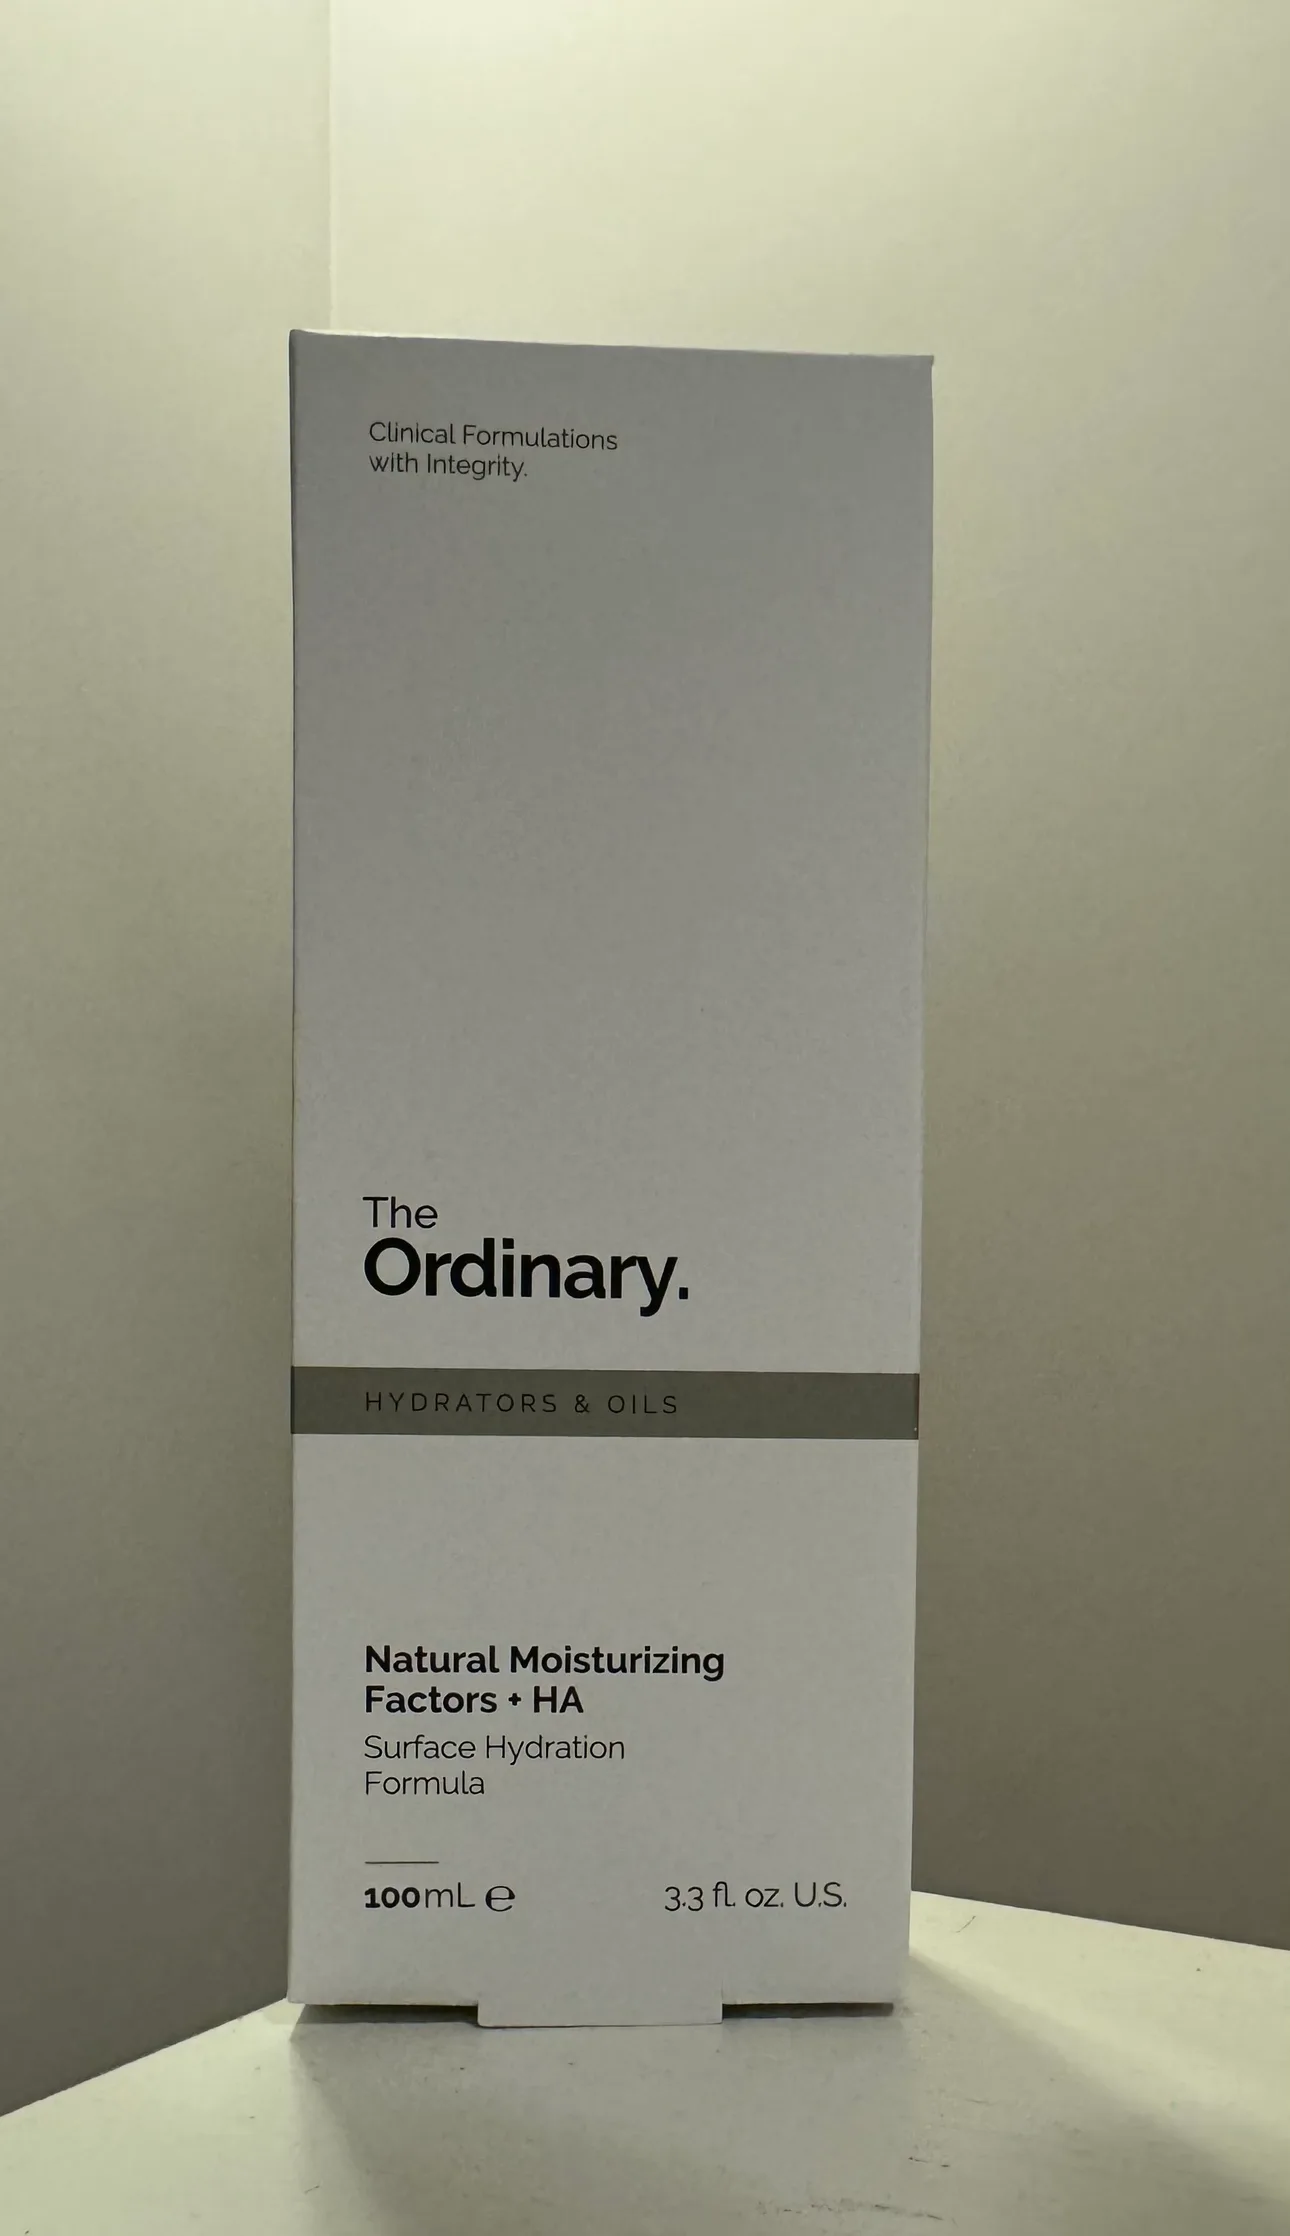 Clinical Formulations
with Integrity.
The
Ordinary.
HYDRATORS & OILS
Natural Moisturizing
Factors + HA
Surface Hydration
Formula
100mL ℮ 3.3 fl. oz. U.S.